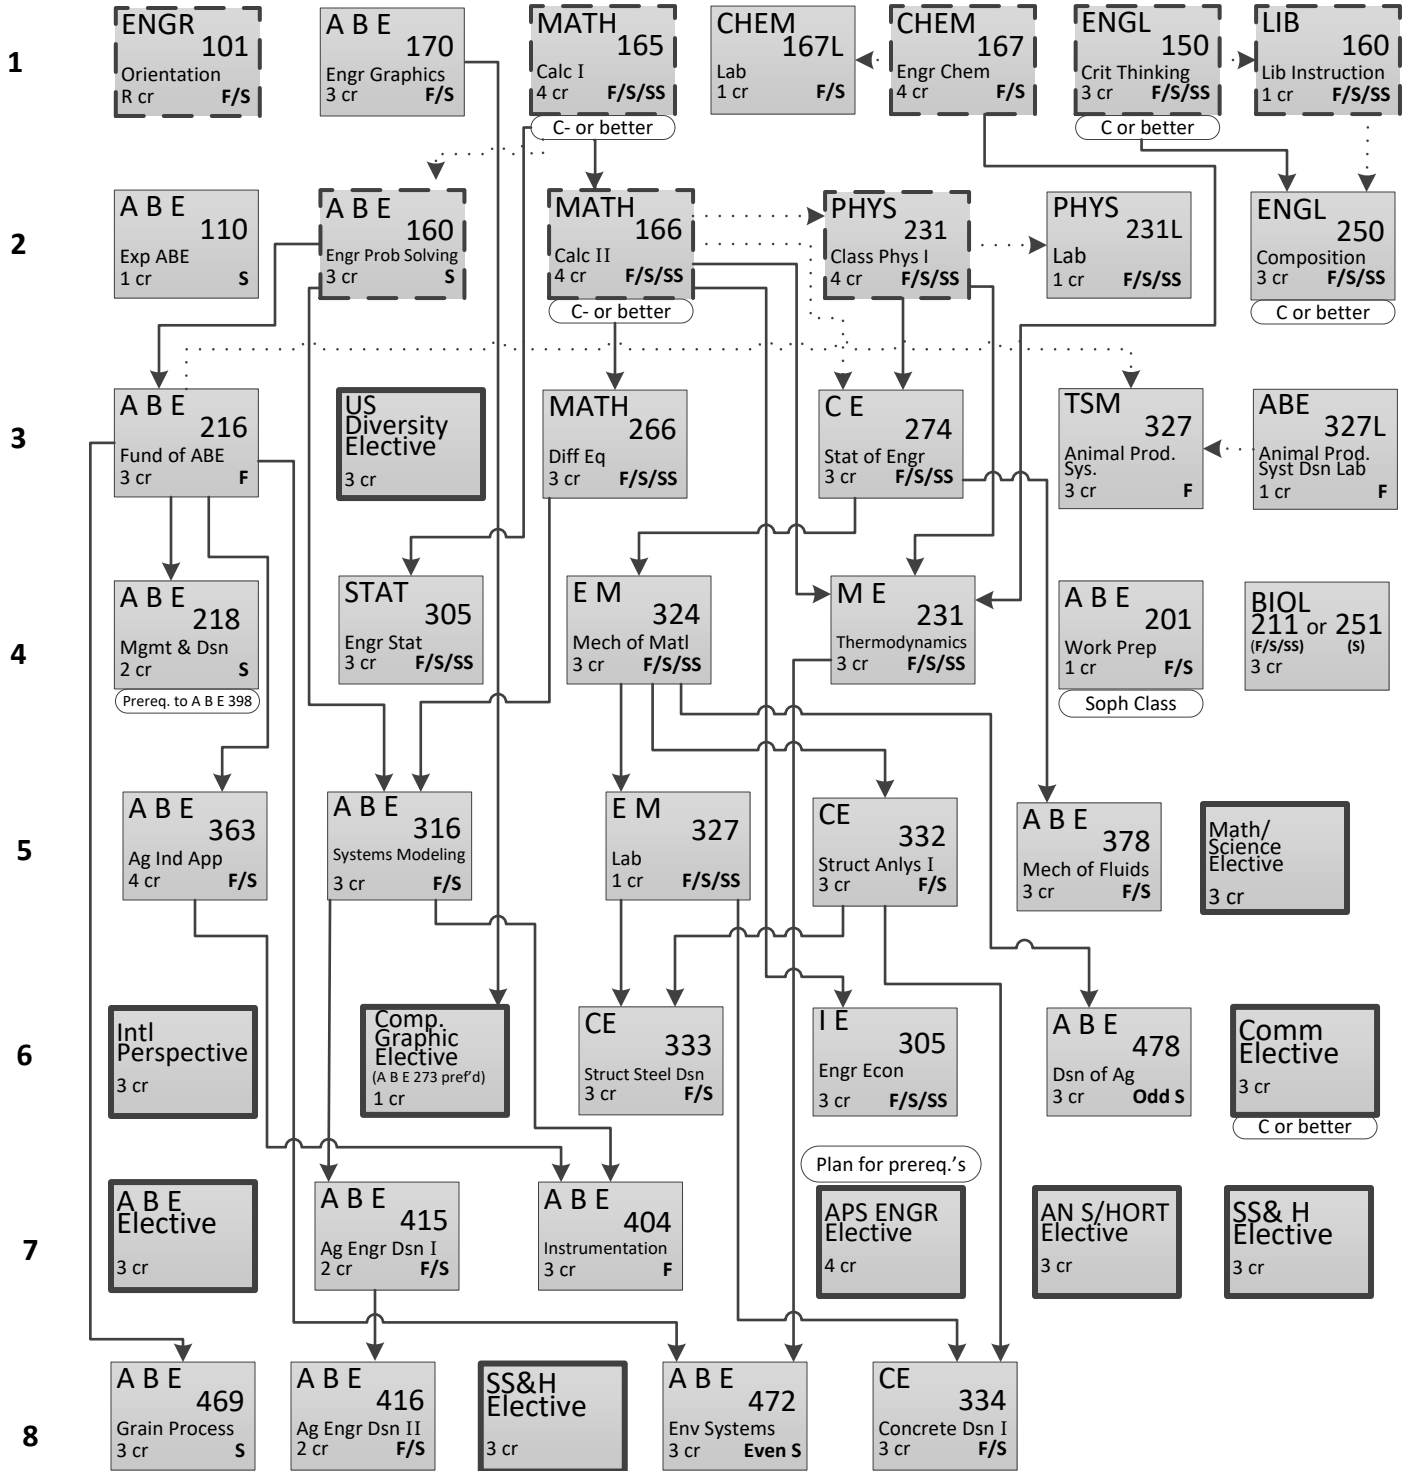 1
ENGR
101
Orientation
R cr F/S
A B E
170
Engr Graphics
3 cr F/S
MATH
165
Calc I
4 cr F/S/SS
C- or better
CHEM
167L
Lab
1 cr F/S
CHEM
167
Engr Chem
4 cr F/S
ENGL
150
Crit Thinking
3 cr F/S/SS
C or better
LIB
160
Lib Instruction
1 cr F/S/SS
2
A B E
110
Exp ABE
1 cr S
A B E
160
Engr Prob Solving
3 cr S
MATH
166
Calc II
4 cr F/S/SS
C- or better
PHYS
231
Class Phys I
4 cr F/S/SS
PHYS
231L
Lab
1 cr F/S/SS
ENGL
250
Composition
3 cr F/S/SS
C or better
3
A B E
216
Fund of ABE
3 cr F
US
Diversity
Elective
3 cr
MATH
266
Diff Eq
3 cr F/S/SS
C E
274
Stat of Engr
3 cr F/S/SS
TSM
327
Animal Prod.
Sys.
3 cr F
ABE
327L
Animal Prod.
Syst Dsn Lab
1 cr F
4
A B E
218
Mgmt & Dsn
2 cr S
Prereq. to A B E 398
STAT
305
Engr Stat
3 cr F/S/SS
E M
324
Mech of Matl
3 cr F/S/SS
M E
231
Thermodynamics
3 cr F/S/SS
A B E
201
Work Prep
1 cr F/S
Soph Class
BIOL
211 or 251
(F/S/SS) (S)
3 cr
5
A B E
363
Ag Ind App
4 cr F/S
A B E
316
Systems Modeling
3 cr F/S
E M
327
Lab
1 cr F/S/SS
CE
332
Struct Anlys I
3 cr F/S
A B E
378
Mech of Fluids
3 cr F/S
Math/
Science
Elective
3 cr
6
Intl
Perspective
3 cr
Comp.
Graphic
Elective
(A B E 273 pref'd)
1 cr
CE
333
Struct Steel Dsn
3 cr F/S
I E
305
Engr Econ
3 cr F/S/SS
A B E
478
Dsn of Ag
3 cr Odd S
Comm
Elective
3 cr
C or better
7
A B E
Elective
3 cr
A B E
415
Ag Engr Dsn I
2 cr F/S
A B E
404
Instrumentation
3 cr F
Plan for prereq.'s
APS ENGR
Elective
4 cr
AN S/HORT
Elective
3 cr
SS& H
Elective
3 cr
8
A B E
469
Grain Process
3 cr S
A B E
416
Ag Engr Dsn II
2 cr F/S
SS&H
Elective
3 cr
A B E
472
Env Systems
3 cr Even S
CE
334
Concrete Dsn I
3 cr F/S